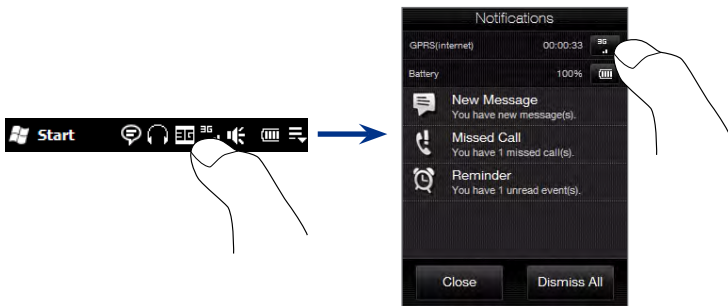 Start
3G
3G
Notifications
GPRS(internet) 00:00:33 3G
Battery 100%
New Message
You have new message(s).
Missed Call
You have 1 missed call(s).
Reminder
You have 1 unread event(s).
Close Dismiss All